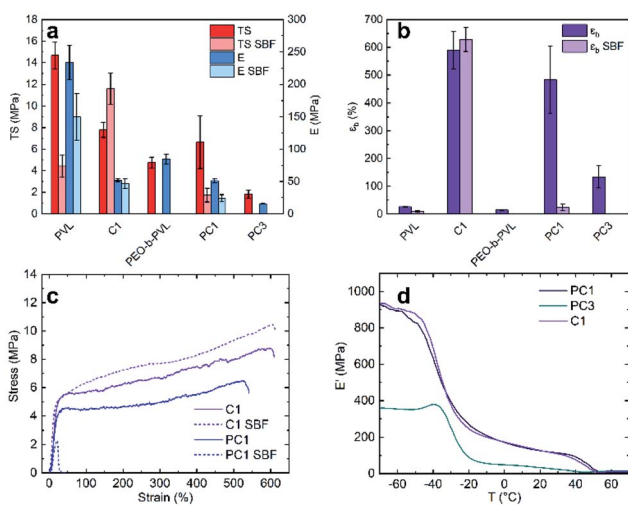 a
TS
TS SBF
E
E SBF
TS (MPa)
E (MPa)
18
16
14
12
10
8
6
4
2
0
300
250
200
150
100
50
0
PVL
C1
PEO-b-PVL
PC1
PC3
b
εb
εb SBF
εb (%)
700
600
500
400
300
200
100
0
PVL
C1
PEO-b-PVL
PC1
PC3
c
C1
C1 SBF
PC1
PC1 SBF
Stress (MPa)
14
12
10
8
6
4
2
0
0 100 200 300 400 500 600
Strain (%)
d
PC1
PC3
C1
E' (MPa)
1000
800
600
400
200
0
-60 -40 -20 0 20 40 60
T (°C)